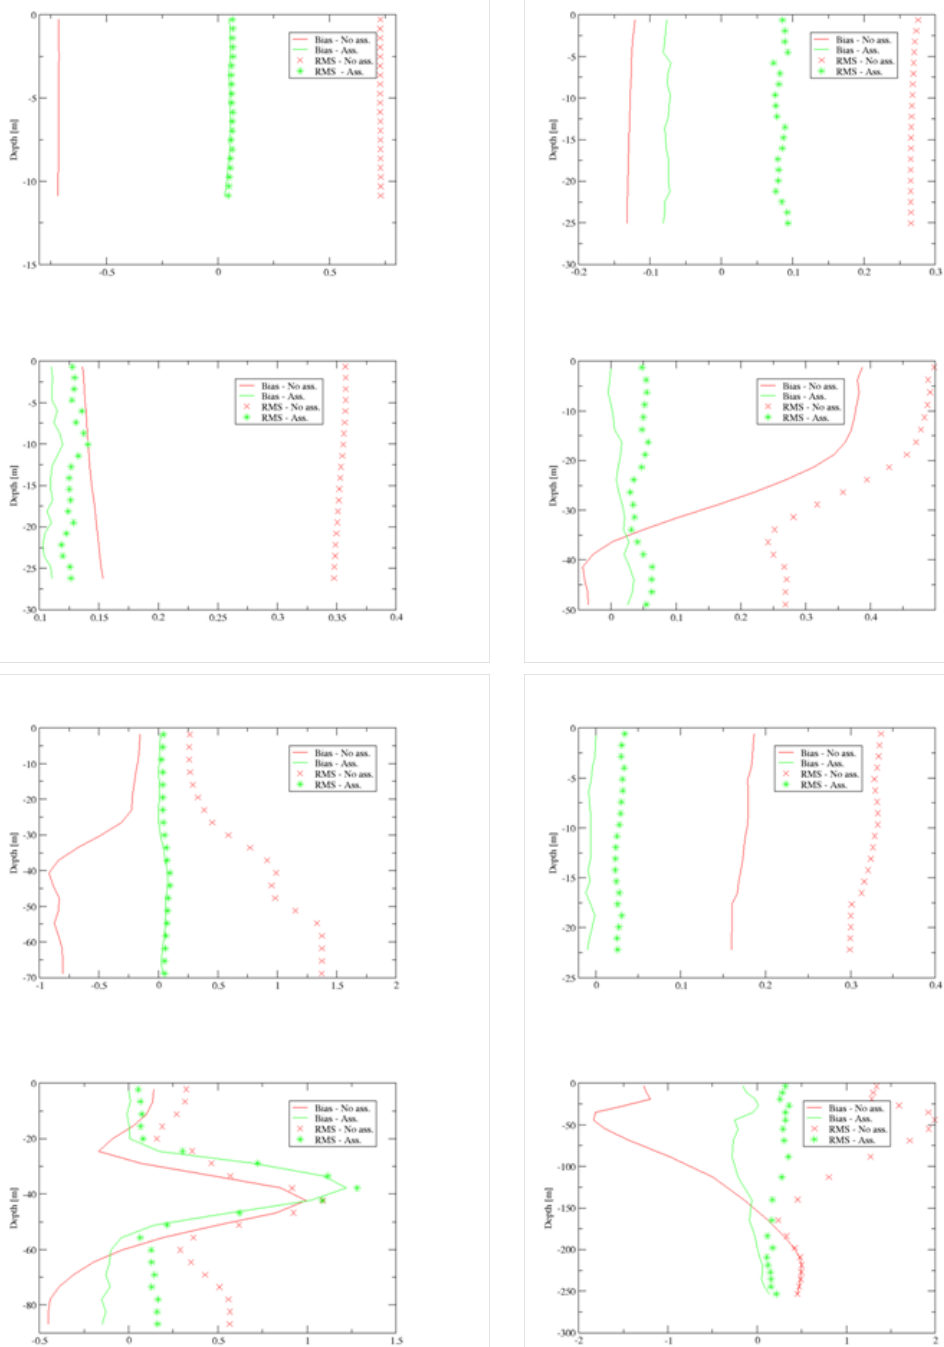 0
-5
-10
-15
Depth [m]
-0.5
0
0.5
Bias - No ass.
Bias - Ass.
RMS - No ass.
RMS - Ass.
0
-5
-10
-15
-20
-25
-30
Depth [m]
-0.2
-0.1
0
0.1
0.2
0.3
Bias - No ass.
Bias - Ass.
RMS - No ass.
RMS - Ass.
0
-5
-10
-15
-20
-25
-30
Depth [m]
0.1
0.15
0.2
0.25
0.3
0.35
0.4
Bias - No ass.
Bias - Ass.
RMS - No ass.
RMS - Ass.
0
-10
-20
-30
-40
-50
Depth [m]
0
0.1
0.2
0.3
0.4
Bias - No ass.
Bias - Ass.
RMS - No ass.
RMS - Ass.
0
-10
-20
-30
-40
-50
-60
-70
Depth [m]
-1
-0.5
0
0.5
1
1.5
2
Bias - No ass.
Bias - Ass.
RMS - No ass.
RMS - Ass.
0
-5
-10
-15
-20
-25
Depth [m]
0
0.1
0.2
0.3
0.4
Bias - No ass.
Bias - Ass.
RMS - No ass.
RMS - Ass.
0
-20
-40
-60
-80
Depth [m]
-0.5
0
0.5
1
1.5
Bias - No ass.
Bias - Ass.
RMS - No ass.
RMS - Ass.
0
-50
-100
-150
-200
-250
-300
Depth [m]
-2
-1
0
1
2
Bias - No ass.
Bias - Ass.
RMS - No ass.
RMS - Ass.